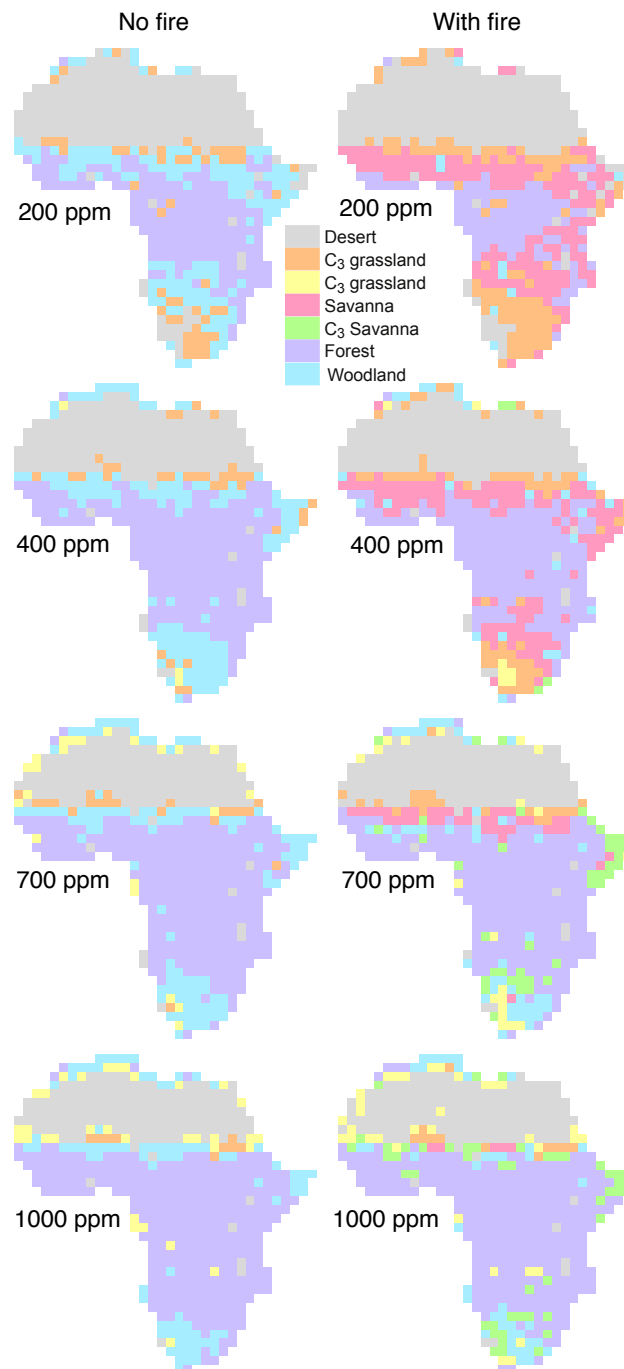 No fire With fire
200 ppm 200 ppm
Desert
C₃ grassland
C₃ grassland
Savanna
C₃ Savanna
Forest
Woodland
400 ppm 400 ppm
700 ppm 700 ppm
1000 ppm 1000 ppm